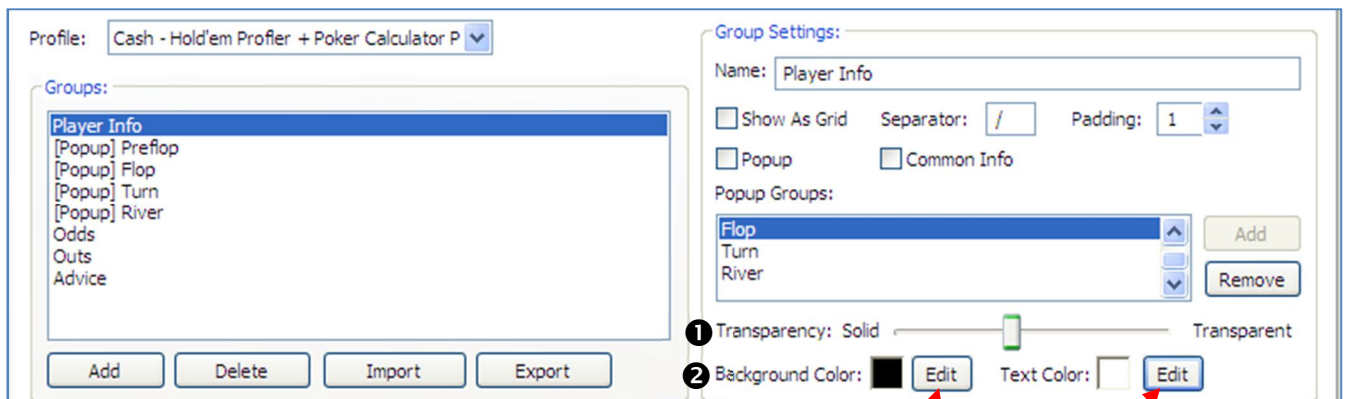 Profile: Cash - Hold'em Profler + Poker Calculator P
Groups:
Player Info
[Popup] Preflop
[Popup] Flop
[Popup] Turn
[Popup] River
Odds
Outs
Advice
Add Delete Import Export
Group Settings:
Name: Player Info
Show As Grid Separator: / Padding: 1
Popup Common Info
Popup Groups:
Flop
Turn
River
Add
Remove
❶ Transparency: Solid Transparent
❷ Background Color: Edit Text Color: Edit